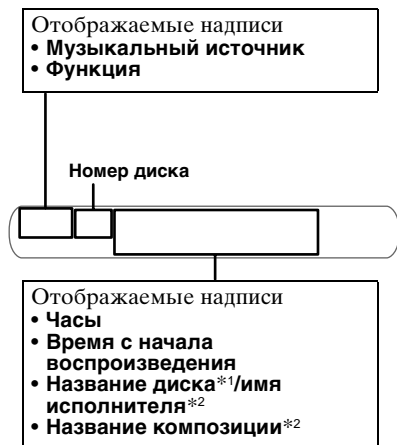 Отображаемые надписи
• Музыкальный источник
• Функция
Номер диска
Отображаемые надписи
• Часы
• Время с начала
воспроизведения
• Название диска*1/имя
исполнителя*2
• Название композиции*2